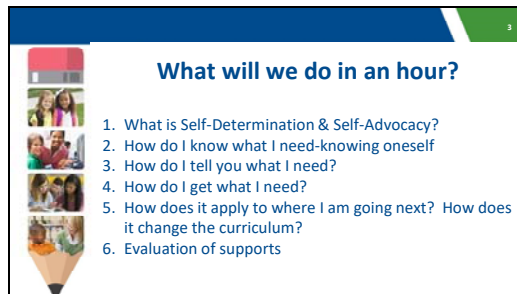 3
What will we do in an hour?
1. What is Self-Determination & Self-Advocacy?
2. How do I know what I need-knowing oneself
3. How do I tell you what I need?
4. How do I get what I need?
5. How does it apply to where I am going next?  How does
it change the curriculum?
6. Evaluation of supports